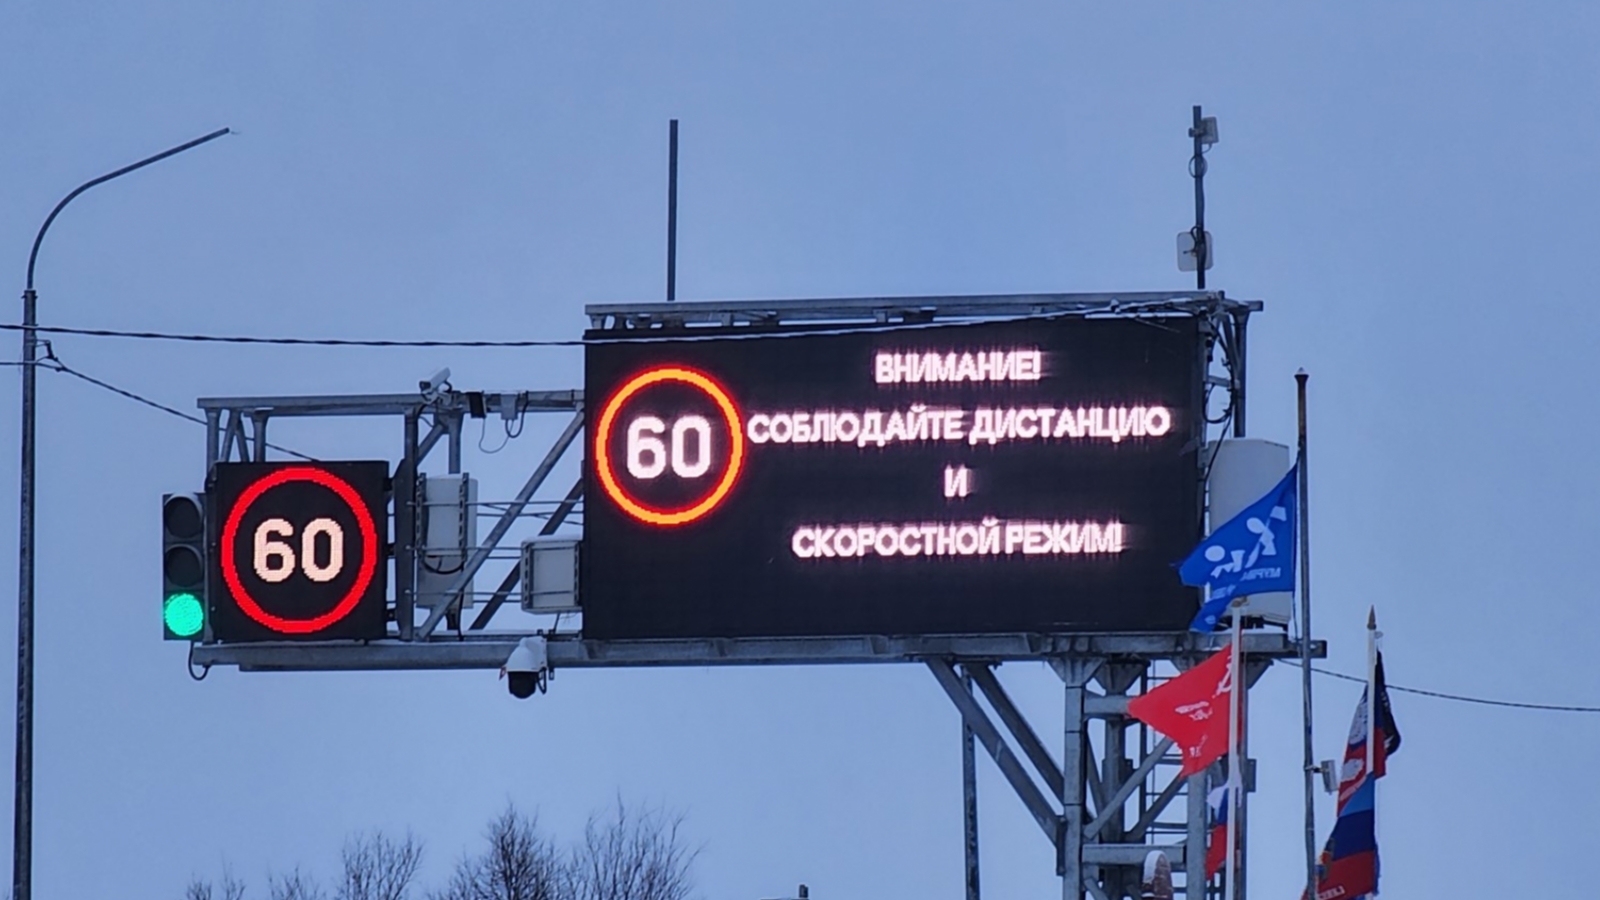 60
60
ВНИМАНИЕ!
СОБЛЮДАЙТЕ ДИСТАНЦИЮ
И
СКОРОСТНОЙ РЕЖИМ!